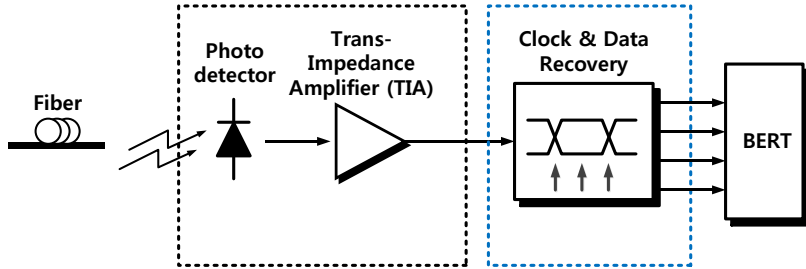 Fiber
Photo
detector
Trans-
Impedance
Amplifier (TIA)
Clock & Data
Recovery
BERT